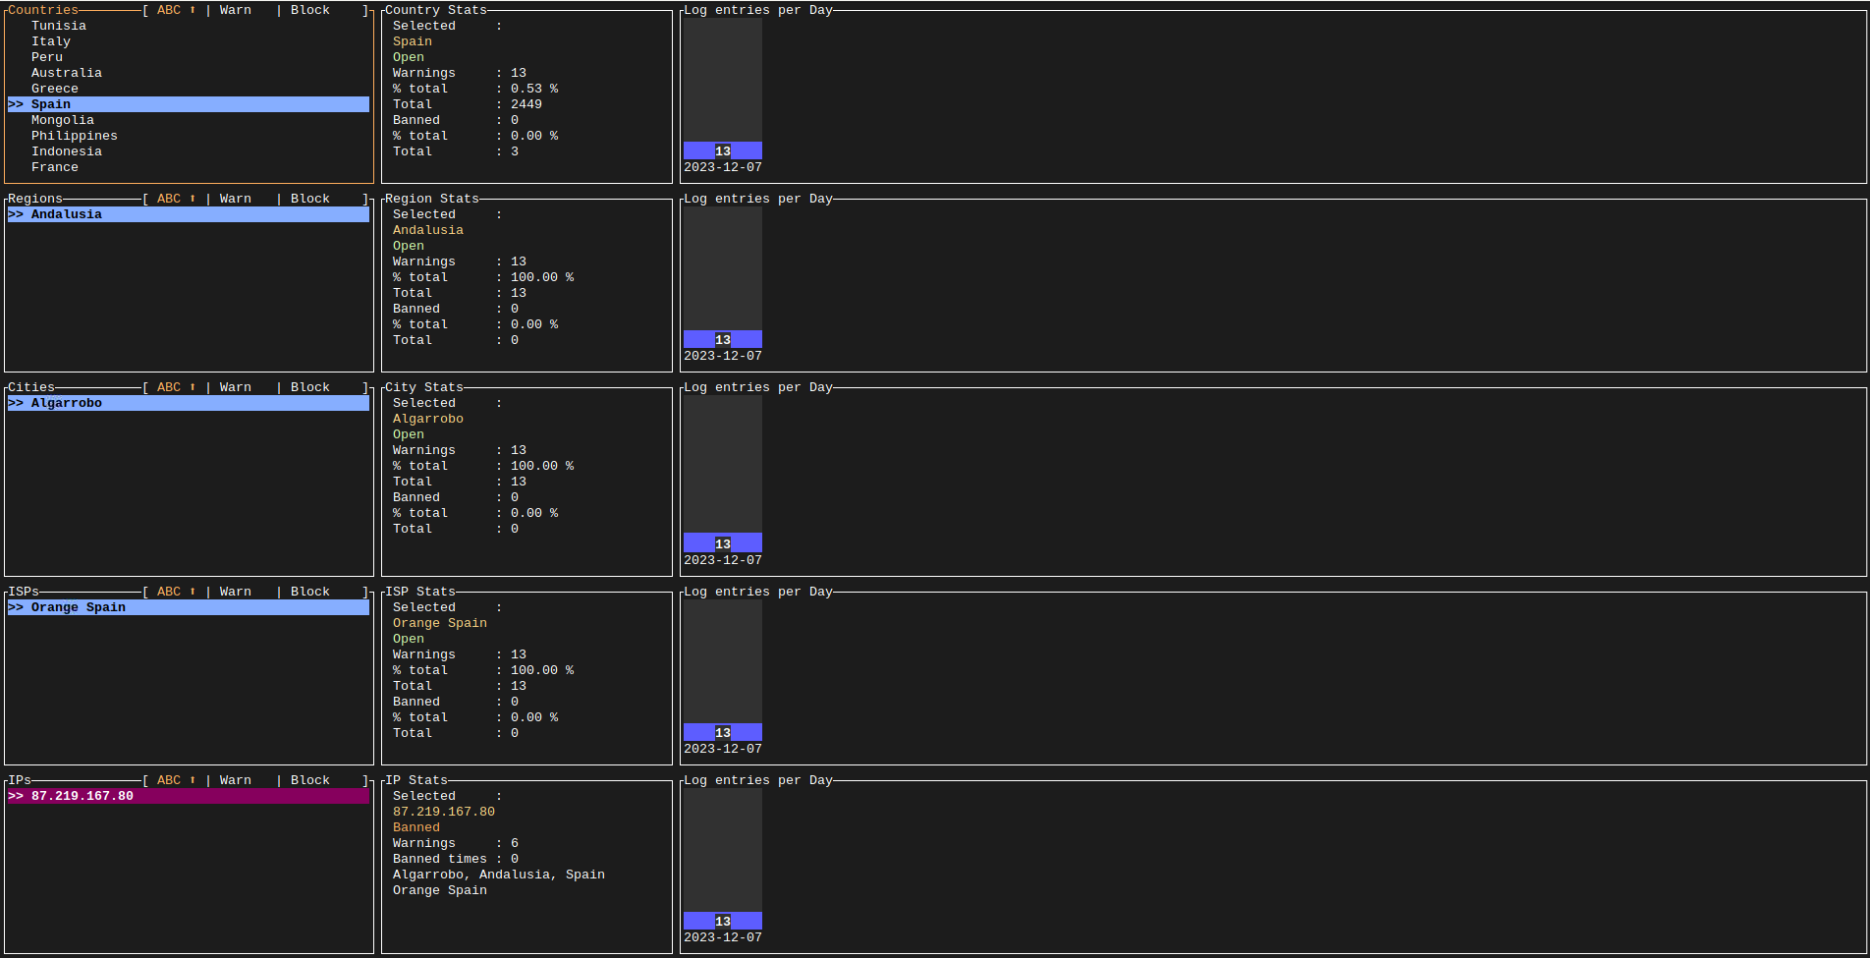 Countries [ ABC ⬆ | Warn | Block ]
Tunisia
Italy
Peru
Australia
Greece
>> Spain
Mongolia
Philippines
Indonesia
France
Country Stats
Selected :
Spain
Open
Warnings : 13
% total : 0.53 %
Total : 2449
Banned : 0
% total : 0.00 %
Total : 3
Log entries per Day
13
2023-12-07
Regions [ ABC ⬆ | Warn | Block ]
>> Andalusia
Region Stats
Selected :
Andalusia
Open
Warnings : 13
% total : 100.00 %
Total : 13
Banned : 0
% total : 0.00 %
Total : 0
Log entries per Day
13
2023-12-07
Cities [ ABC ⬆ | Warn | Block ]
>> Algarrobo
City Stats
Selected :
Algarrobo
Open
Warnings : 13
% total : 100.00 %
Total : 13
Banned : 0
% total : 0.00 %
Total : 0
Log entries per Day
13
2023-12-07
ISPs [ ABC ⬆ | Warn | Block ]
>> Orange Spain
ISP Stats
Selected :
Orange Spain
Open
Warnings : 13
% total : 100.00 %
Total : 13
Banned : 0
% total : 0.00 %
Total : 0
Log entries per Day
13
2023-12-07
IPs [ ABC ⬆ | Warn | Block ]
>> 87.219.167.80
IP Stats
Selected :
87.219.167.80
Banned
Warnings : 6
Banned times : 0
Algarrobo, Andalusia, Spain
Orange Spain
Log entries per Day
13
2023-12-07